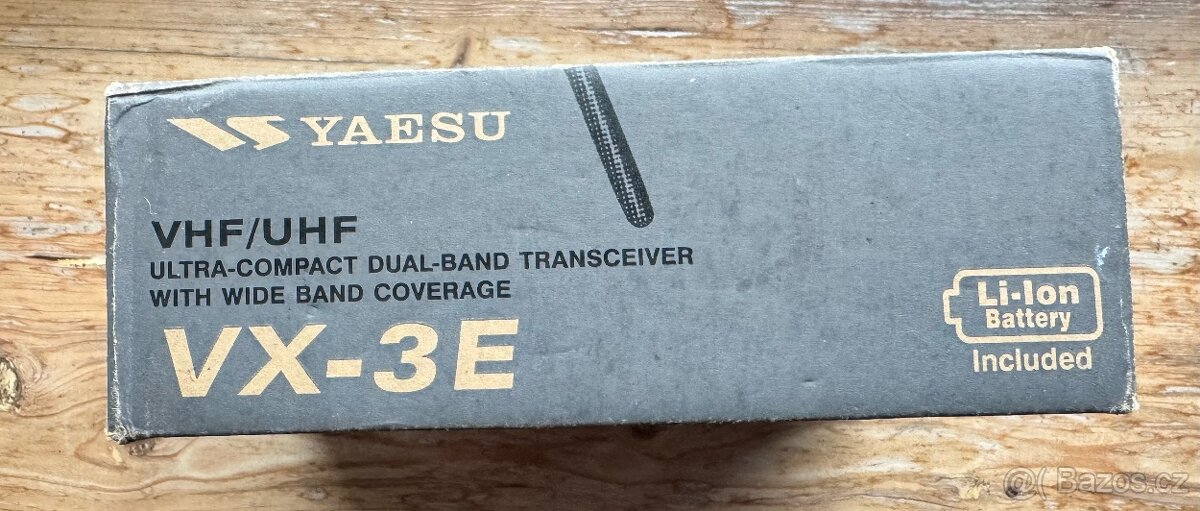 YAESU
VHF/UHF
ULTRA-COMPACT DUAL-BAND TRANSCEIVER
WITH WIDE BAND COVERAGE
VX-3E
Li-Ion
Battery
Included
@( Bazos.cz